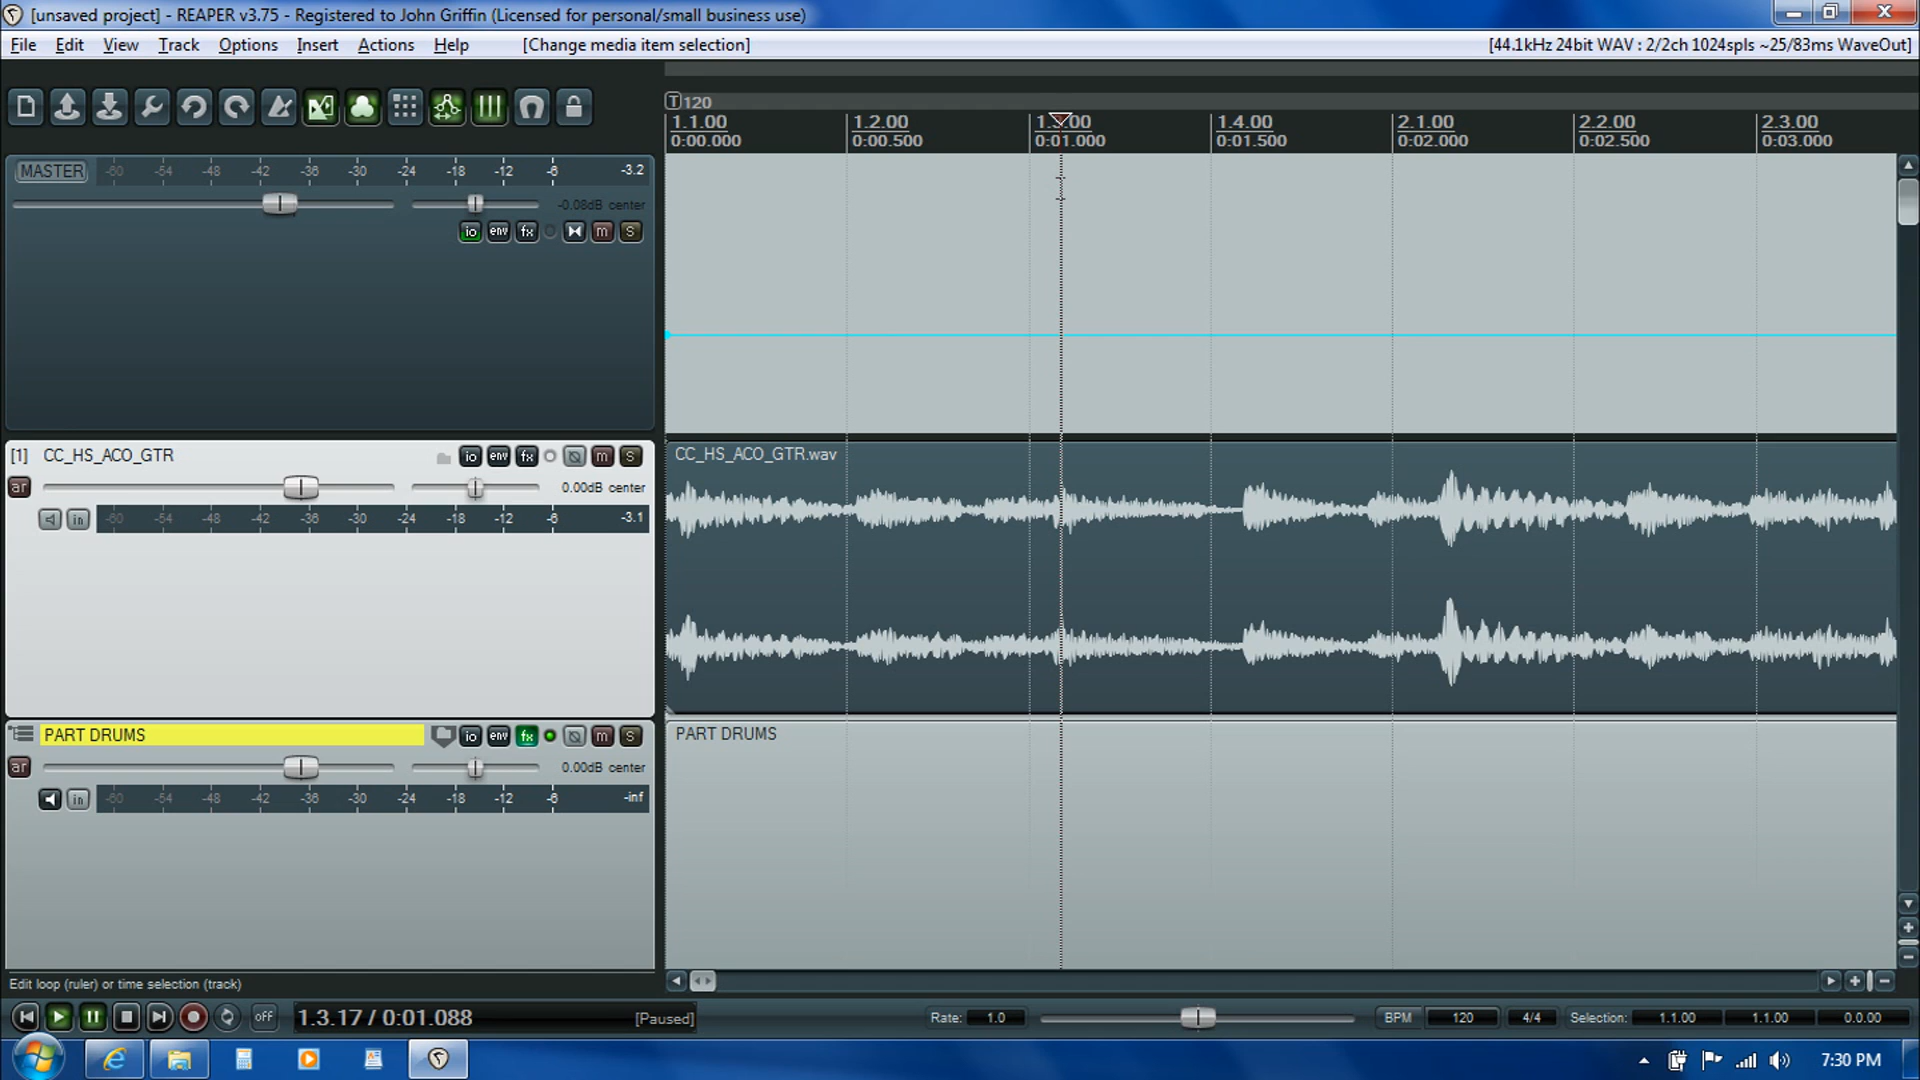 [unsaved project] - REAPER v3.75 - Registered to John Griffin (Licensed for personal/small business use)
File Edit View Track Options Insert Actions Help [Change media item selection] [44.1kHz 24bit WAV : 2/2ch 1024spls ~25/83ms WaveOut]
T 120
1.1.00 1.2.00 1.3.00 1.4.00 2.1.00 2.2.00 2.3.00
0:00.000 0:00.500 0:01.000 0:01.500 0:02.000 0:02.500 0:03.000
MASTER -60 -54 -48 -42 -36 -30 -24 -18 -12 -6 -3.2
-0.08dB center
io env fx m S
[1] CC_HS_ACO_GTR io env fx m S
CC_HS_ACO_GTR.wav
ar 0.00dB center
in -60 -54 -48 -42 -36 -30 -24 -18 -12 -6 -3.1
PART DRUMS io env fx m S
PART DRUMS
ar 0.00dB center
in -60 -54 -48 -42 -36 -30 -24 -18 -12 -6 -inf
Edit loop (ruler) or time selection (track)
off 1.3.17 / 0:01.088 [Paused] Rate: 1.0 BPM 120 4/4 Selection: 1.1.00 1.1.00 0.0.00
7:30 PM